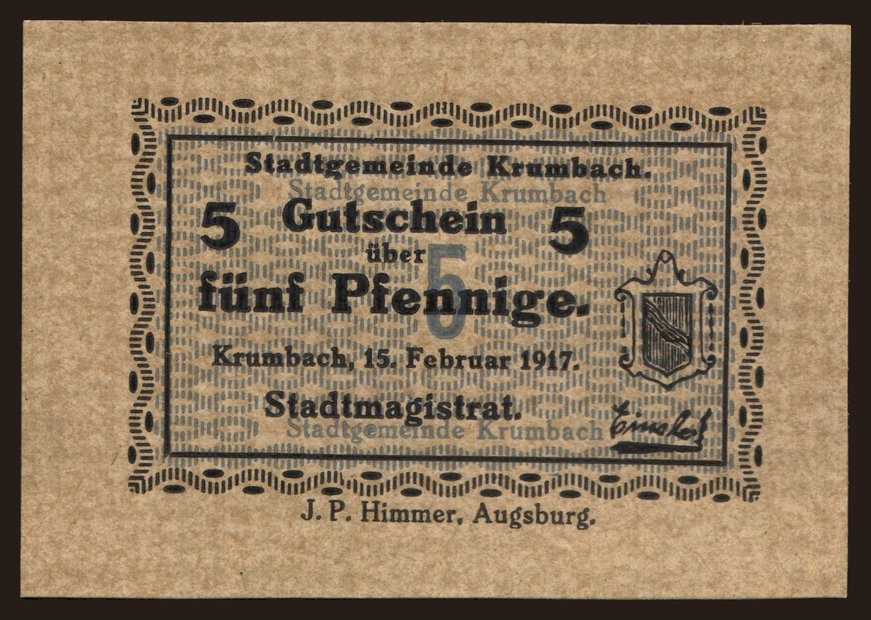 Stadtgemeinde Krumbach.
Stadtgemeinde Krumbach
5 Gutschein 5
über
5
fünf Pfennige.
Krumbach, 15. Februar 1917.
Stadtmagistrat.
Stadtgemeinde Krumbach
J. P. Himmer, Augsburg.